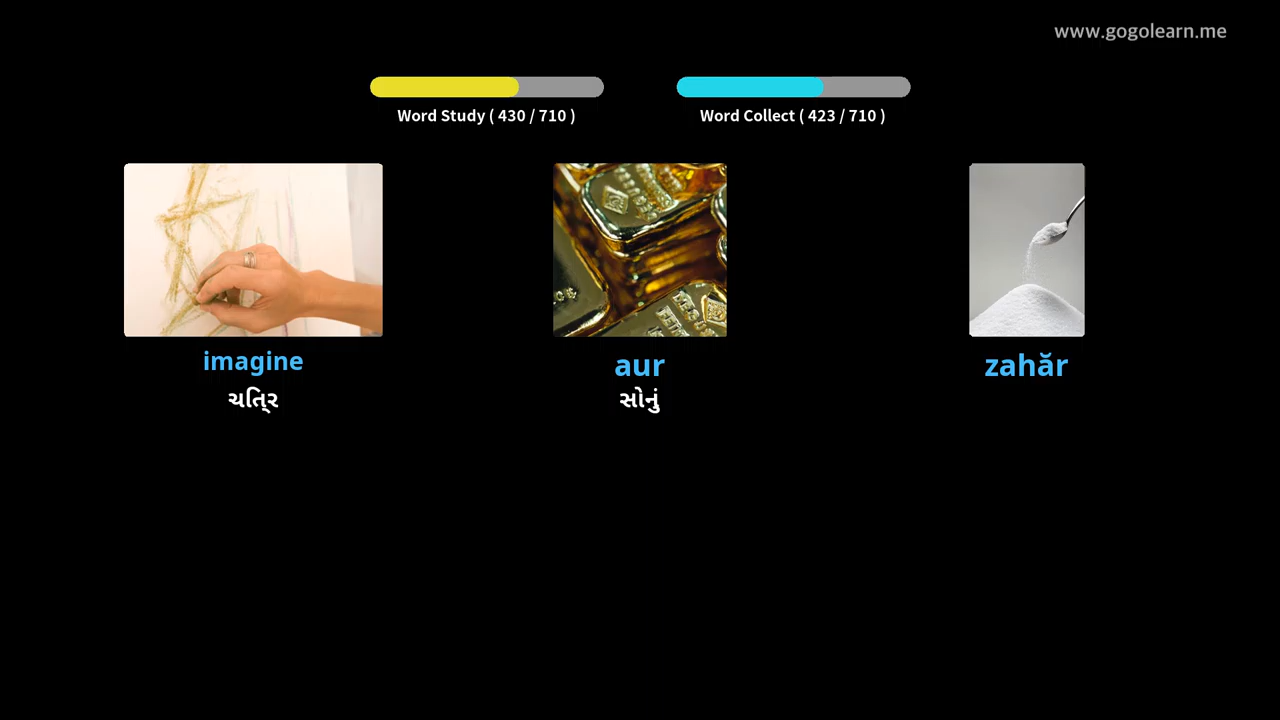 www.gogolearn.me
Word Study ( 430 / 710 )
Word Collect ( 423 / 710 )
imagine
aur
zahăr
ચિત્ર
સોનું